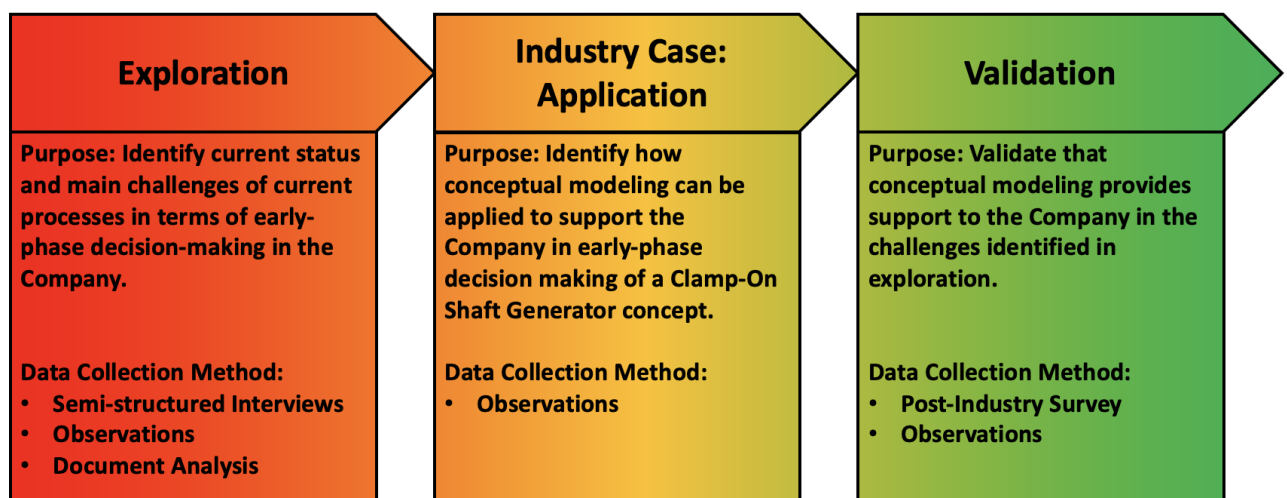 Exploration
Purpose: Identify current status
and main challenges of current
processes in terms of early-
phase decision-making in the
Company.
Data Collection Method:
• Semi-structured Interviews
• Observations
• Document Analysis
Industry Case:
Application
Purpose: Identify how
conceptual modeling can be
applied to support the
Company in early-phase
decision making of a Clamp-On
Shaft Generator concept.
Data Collection Method:
• Observations
Validation
Purpose: Validate that
conceptual modeling provides
support to the Company in the
challenges identified in
exploration.
Data Collection Method:
• Post-Industry Survey
• Observations